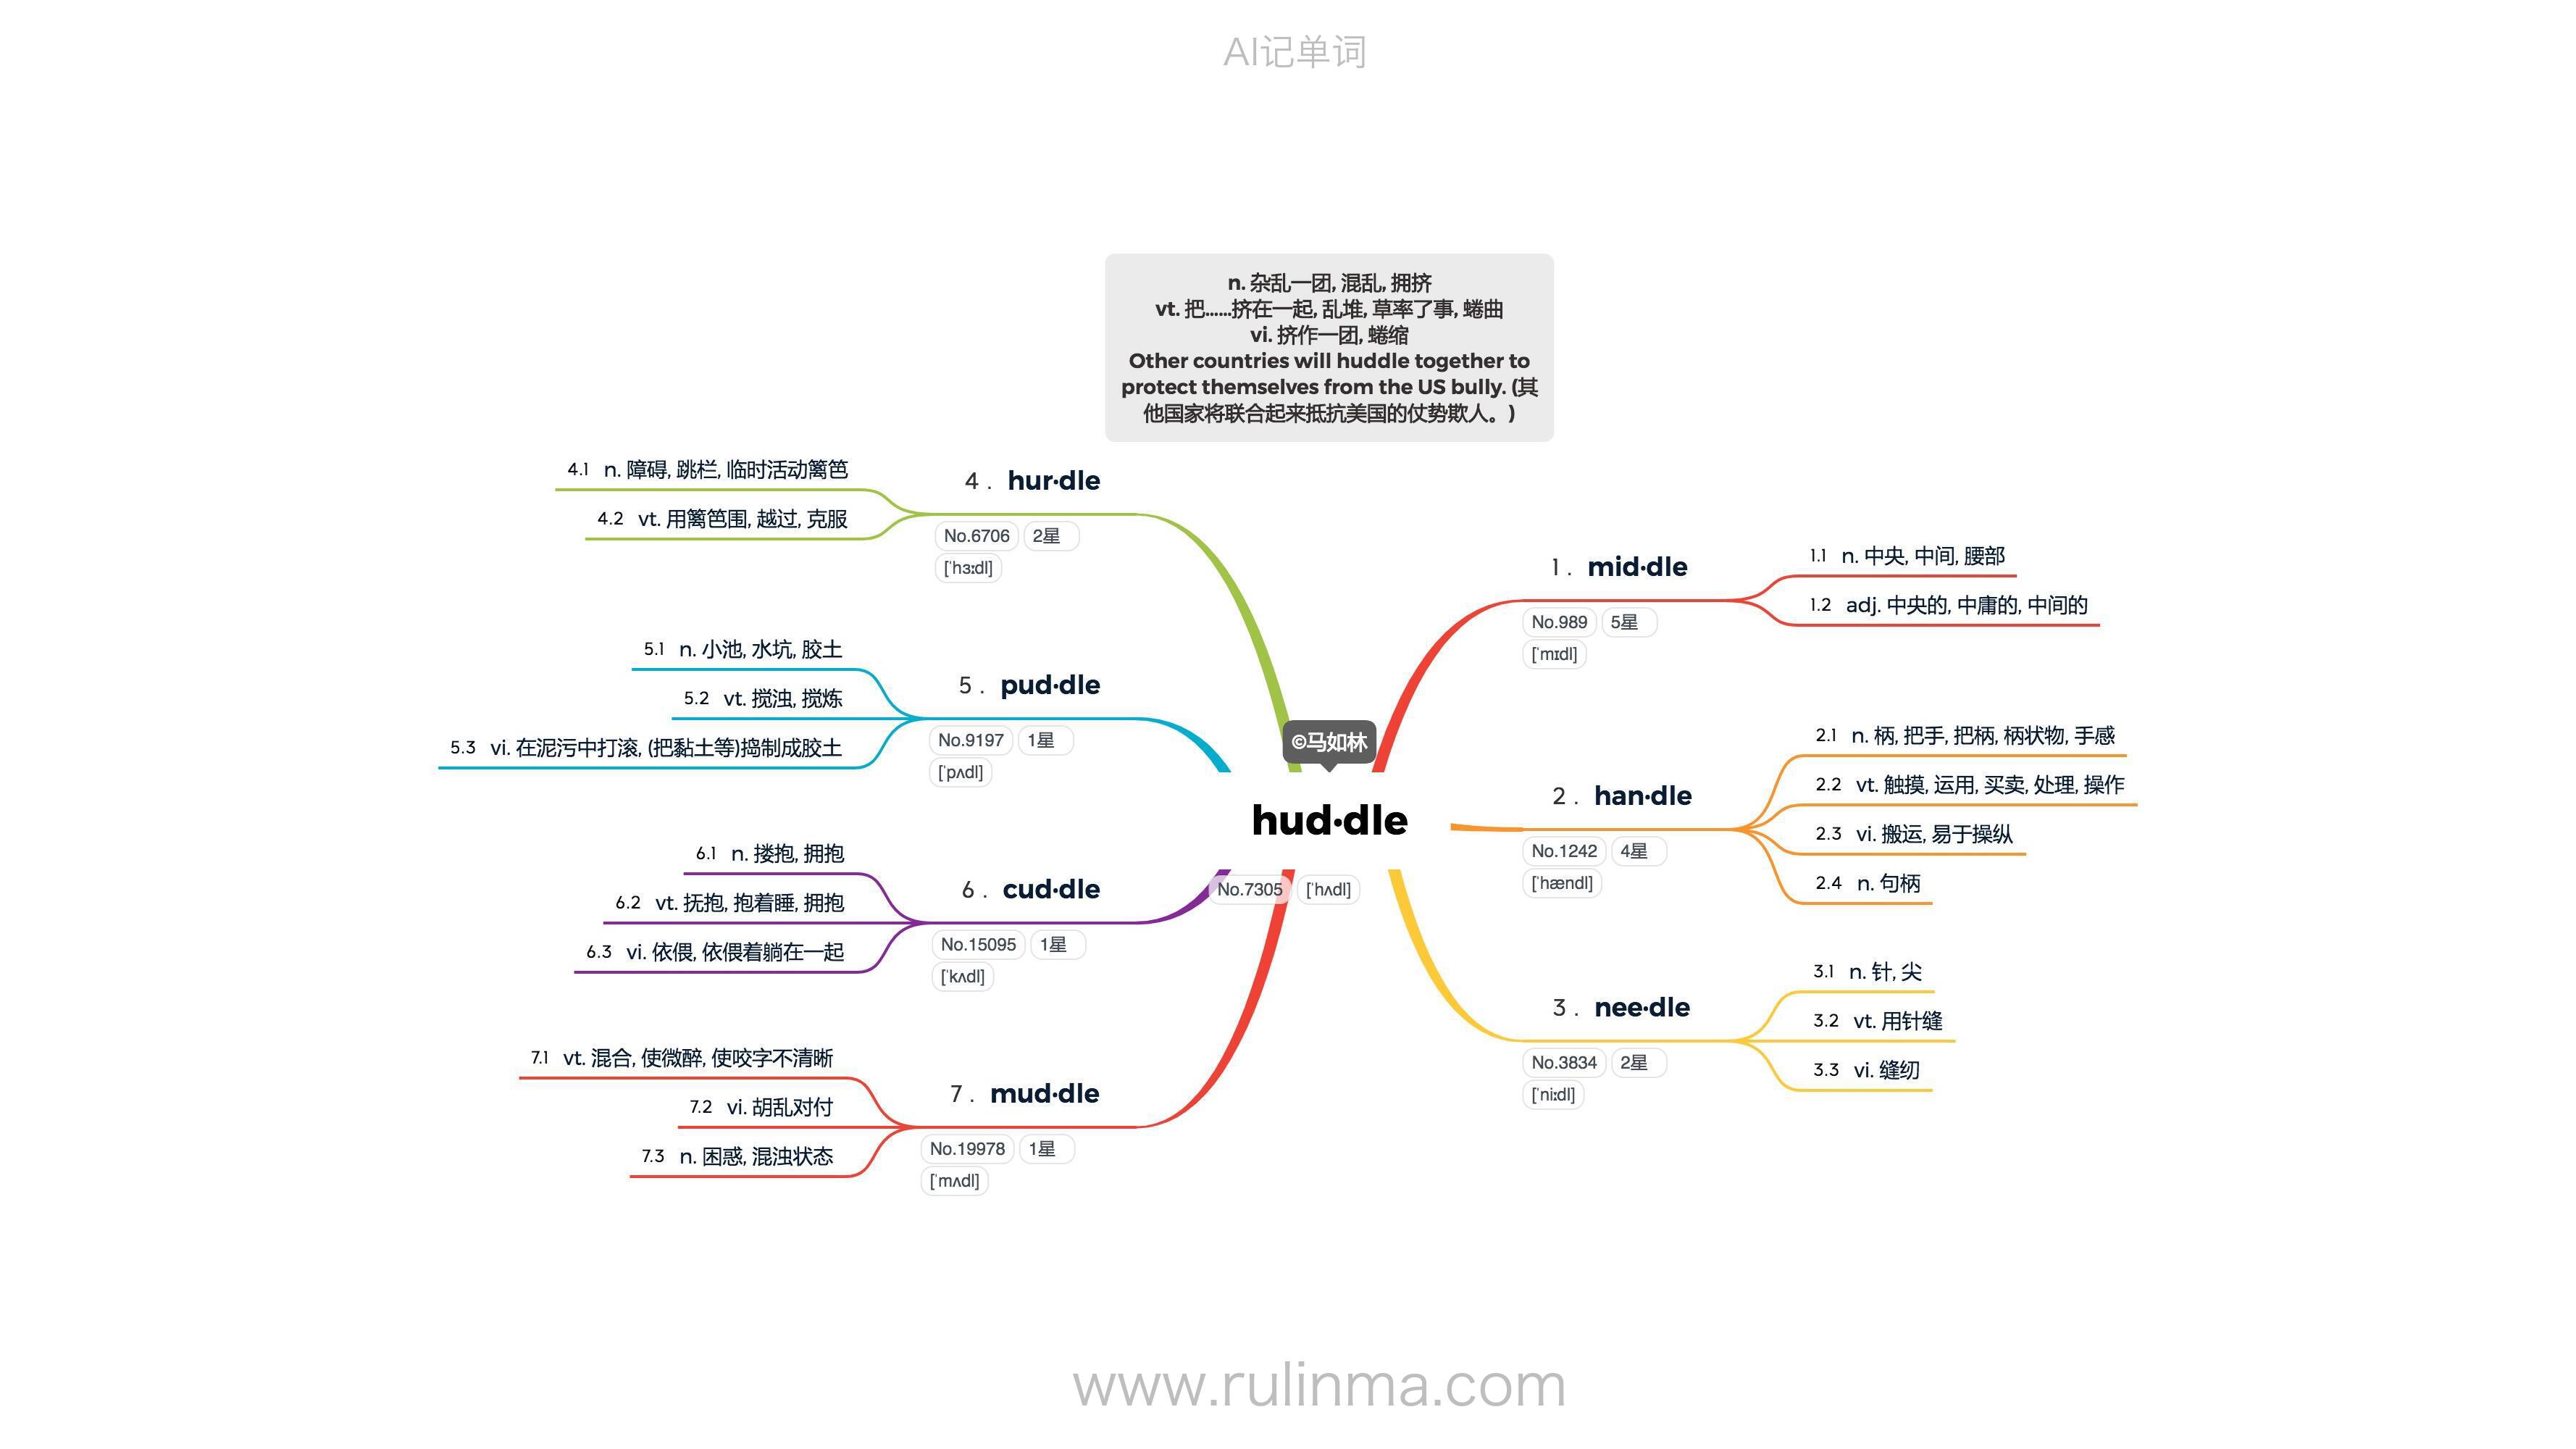 AI记单词
n. 杂乱一团, 混乱, 拥挤
vt. 把......挤在一起, 乱堆, 草率了事, 蜷曲
vi. 挤作一团, 蜷缩
Other countries will huddle together to
protect themselves from the US bully. (其
他国家将联合起来抵抗美国的仗势欺人。)
©马如林
hud·dle
No.7305 [ˈhʌdl]
1 . mid·dle
No.989 5星
[ˈmɪdl]
1.1 n. 中央, 中间, 腰部
1.2 adj. 中央的, 中庸的, 中间的
2 . han·dle
No.1242 4星
[ˈhændl]
2.1 n. 柄, 把手, 把柄, 柄状物, 手感
2.2 vt. 触摸, 运用, 买卖, 处理, 操作
2.3 vi. 搬运, 易于操纵
2.4 n. 句柄
3 . nee·dle
No.3834 2星
[ˈniːdl]
3.1 n. 针, 尖
3.2 vt. 用针缝
3.3 vi. 缝纫
4 . hur·dle
No.6706 2星
[ˈhɜːdl]
4.1 n. 障碍, 跳栏, 临时活动篱笆
4.2 vt. 用篱笆围, 越过, 克服
5 . pud·dle
No.9197 1星
[ˈpʌdl]
5.1 n. 小池, 水坑, 胶土
5.2 vt. 搅浊, 搅炼
5.3 vi. 在泥污中打滚, (把黏土等)捣制成胶土
6 . cud·dle
No.15095 1星
[ˈkʌdl]
6.1 n. 搂抱, 拥抱
6.2 vt. 抚抱, 抱着睡, 拥抱
6.3 vi. 依偎, 依偎着躺在一起
7 . mud·dle
No.19978 1星
[ˈmʌdl]
7.1 vt. 混合, 使微醉, 使咬字不清晰
7.2 vi. 胡乱对付
7.3 n. 困惑, 混浊状态
www.rulinma.com